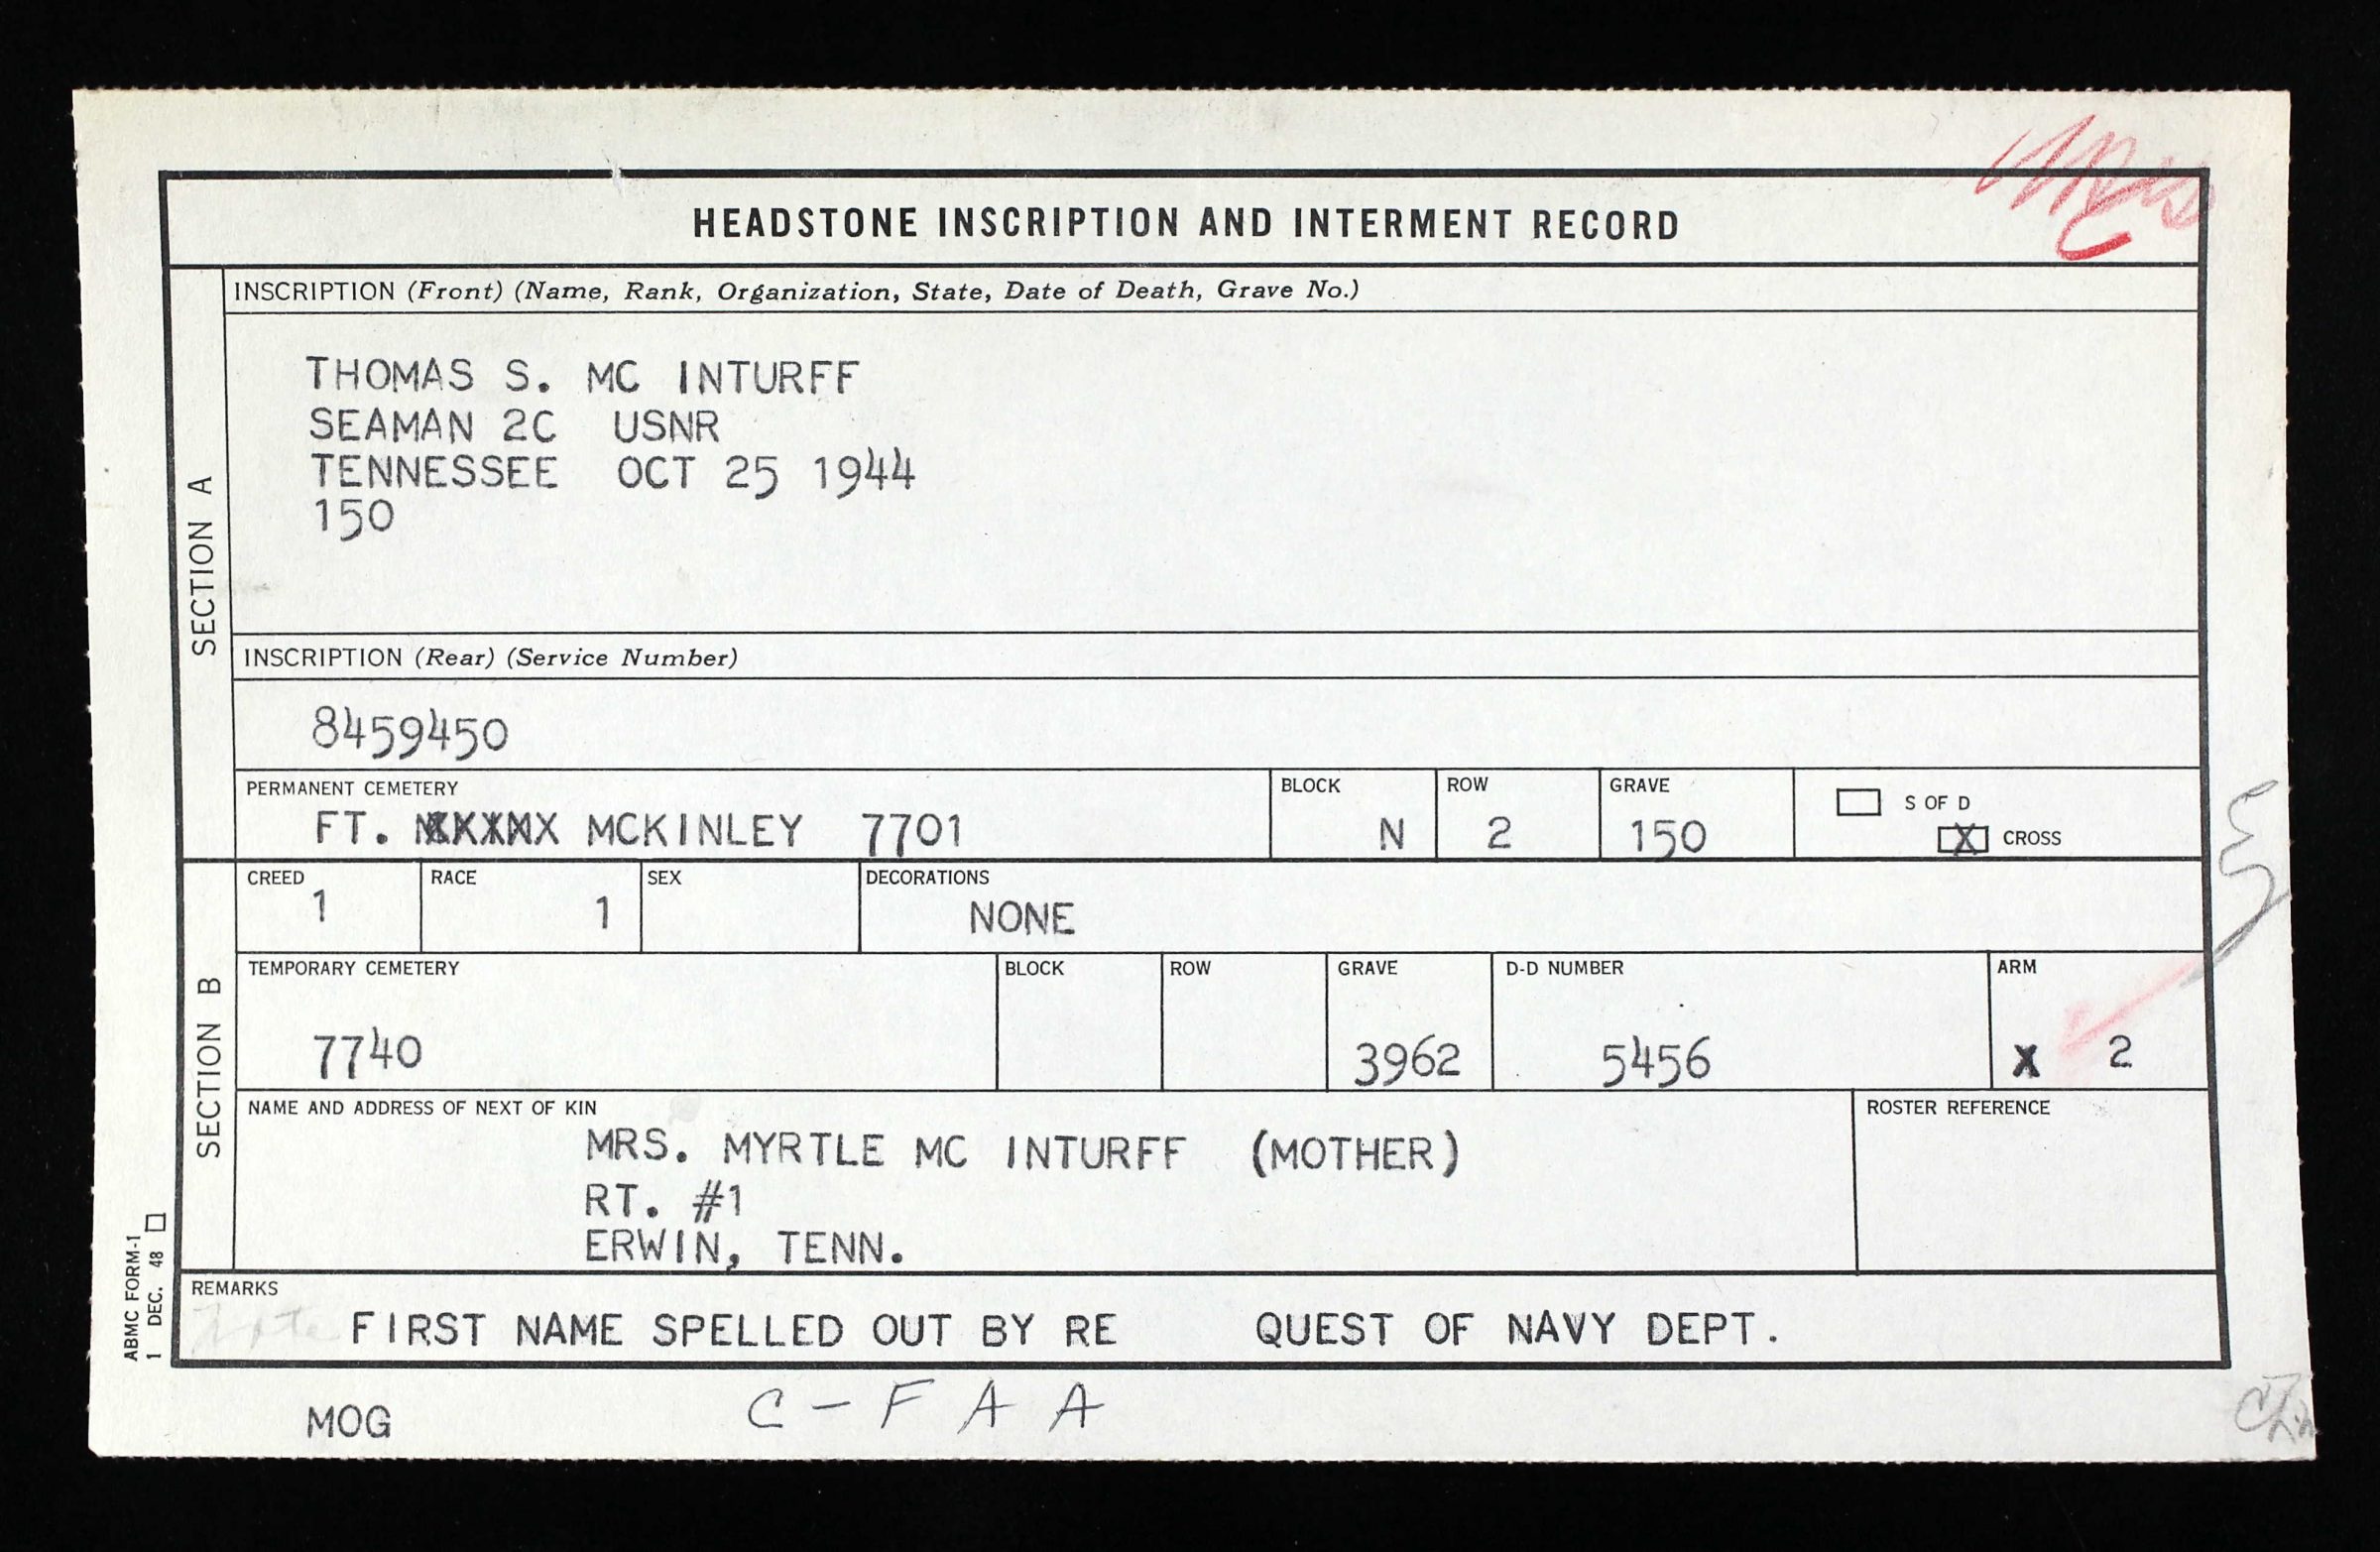 HEADSTONE INSCRIPTION AND INTERMENT RECORD
SECTION A
INSCRIPTION (Front) (Name, Rank, Organization, State, Date of Death, Grave No.)
THOMAS S. MC INTURFF
SEAMAN 2C USNR
TENNESSEE OCT 25 1944
150
INSCRIPTION (Rear) (Service Number)
8459450
PERMANENT CEMETERY BLOCK ROW GRAVE S OF D
FT. MCKINLEY 7701 N 2 150 X CROSS
SECTION B
CREED RACE SEX DECORATIONS
1 1 NONE
TEMPORARY CEMETERY BLOCK ROW GRAVE D-D NUMBER ARM
7740 3962 5456 X 2
NAME AND ADDRESS OF NEXT OF KIN ROSTER REFERENCE
MRS. MYRTLE MC INTURFF (MOTHER)
RT. #1
ERWIN, TENN.
REMARKS
FIRST NAME SPELLED OUT BY RE QUEST OF NAVY DEPT.
ABMC FORM-1
1 DEC. 48
MOG C-FAA